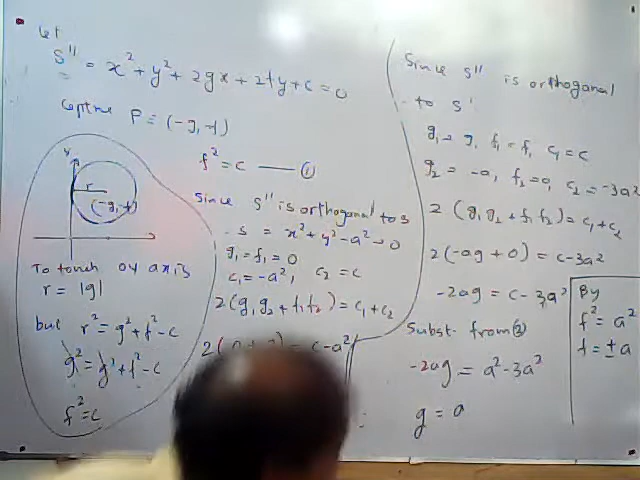 Let
S'' = x² + y² + 2gx + 2fy + c = 0
Centre P = (-g, -f)
y
r
(-g, -f)
To touch oy axis
r = |g|
but r² = g² + f² - c
g² = g² + f² - c
f² = c
f² = c —— ①
Since S'' is orthogonal to S
S = x² + y² - a² = 0
g₁ = f₁ = 0
c₁ = -a², c₂ = c
2(g₁g₂ + f₁f₂) = c₁ + c₂
= c - a²
Since S'' is orthogonal
to S'
g₁ = g, f₁ = f, c₁ = c
g₂ = -a, f₂ = 0, c₂ = -3a²
2(g₁g₂ + f₁f₂) = c₁ + c₂
2(-ag + 0) = c - 3a²
-2ag = c - 3a²
Subst. from ②
-2ag = a² - 3a²
g = a
By
f² = a²
f = ± a